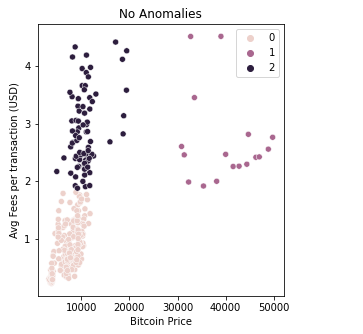 No Anomalies
0
1
2
4
3
2
1
Avg Fees per transaction (USD)
10000 20000 30000 40000 50000
Bitcoin Price